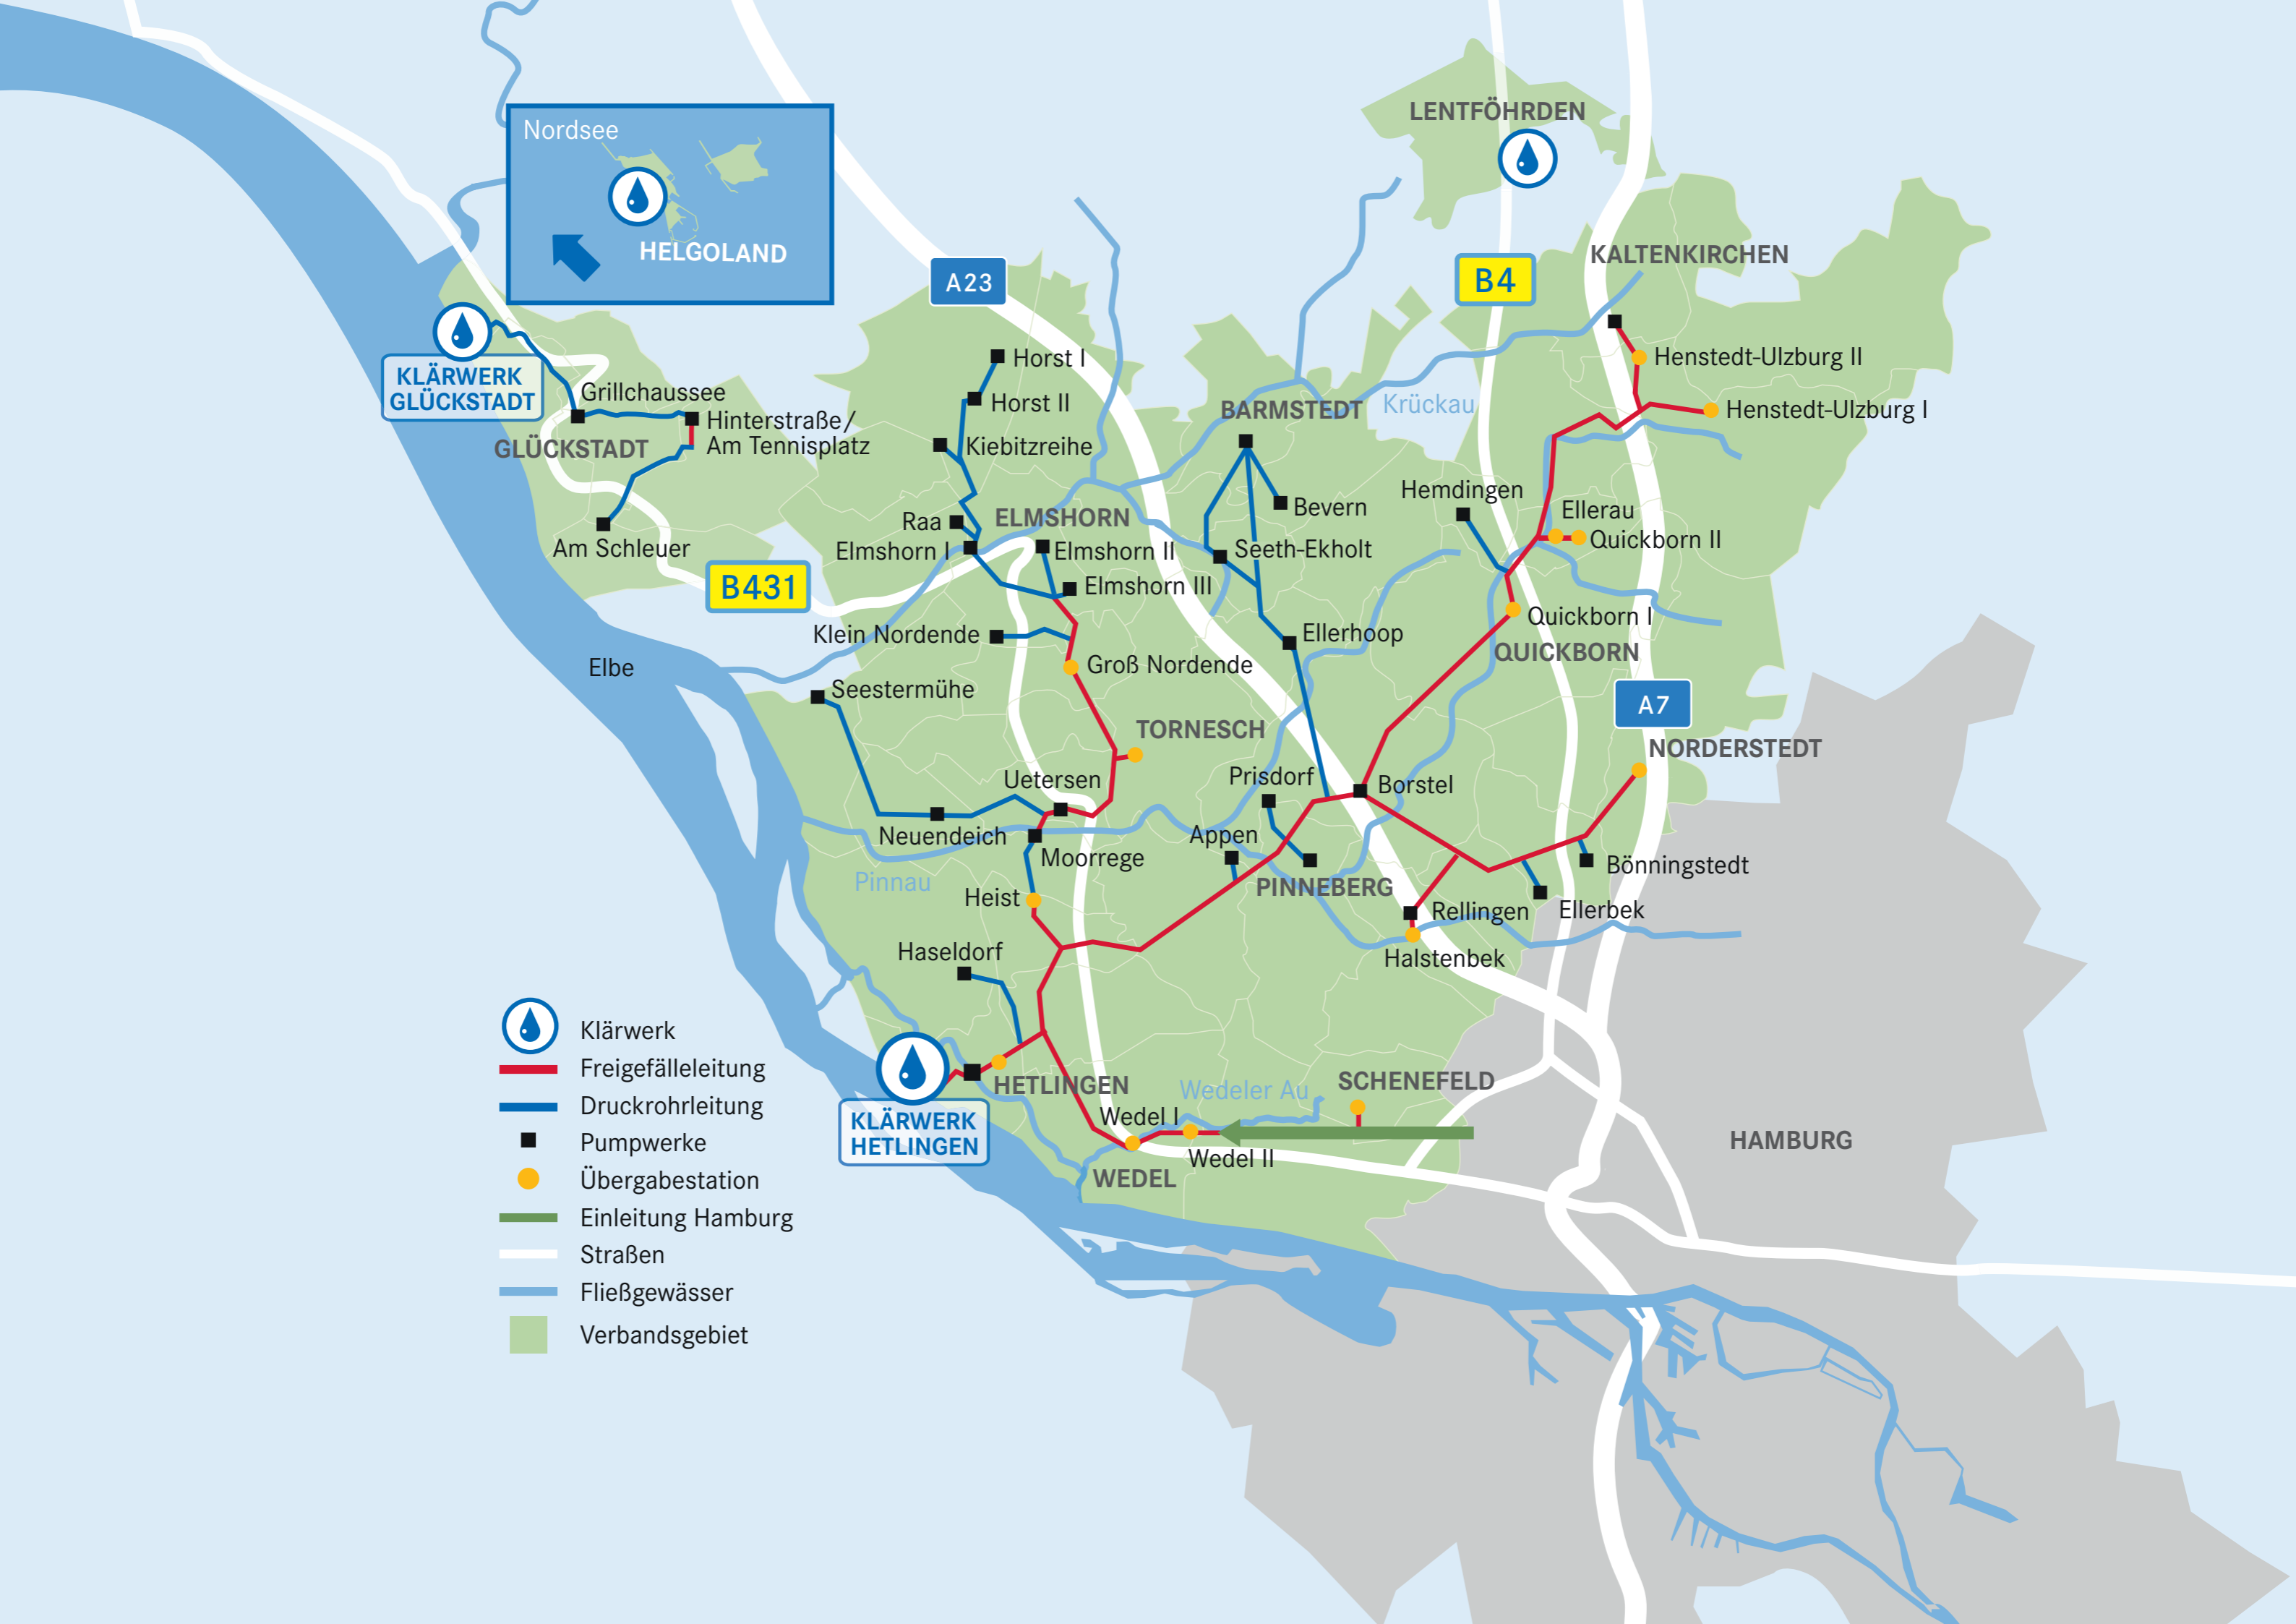 LENTFÖHRDEN
Nordsee
HELGOLAND
A23
B4
KALTENKIRCHEN
KLÄRWERK
GLÜCKSTADT
Grillchaussee
Hinterstraße/
Am Tennisplatz
GLÜCKSTADT
Am Schleuer
Horst I
Horst II
Kiebitzreihe
BARMSTEDT
Krückau
Henstedt-Ulzburg II
Henstedt-Ulzburg I
Hemdingen
Bevern
Ellerau
Quickborn II
Raa
ELMSHORN
Elmshorn I
Elmshorn II
Seeth-Ekholt
Elmshorn III
B431
Quickborn I
Klein Nordende
Ellerhoop
QUICKBORN
Elbe
Groß Nordende
Seestermühe
A7
TORNESCH
NORDERSTEDT
Uetersen
Prisdorf
Borstel
Neuendeich
Moorrege
Appen
Bönningstedt
Pinnau
PINNEBERG
Heist
Rellingen
Ellerbek
Haseldorf
Halstenbek
HETLINGEN
Wedeler Au
SCHENEFELD
KLÄRWERK
HETLINGEN
Wedel I
Wedel II
WEDEL
HAMBURG
Klärwerk
Freigefälleleitung
Druckrohrleitung
Pumpwerke
Übergabestation
Einleitung Hamburg
Straßen
Fließgewässer
Verbandsgebiet